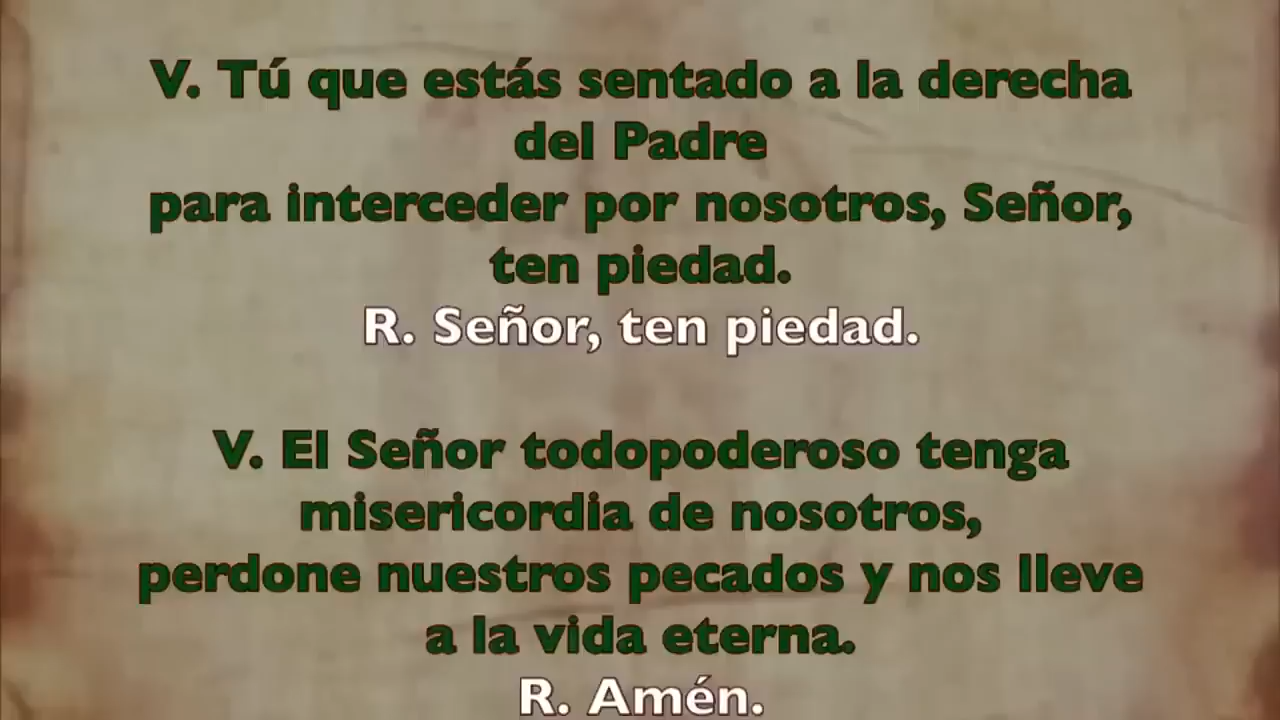 V. Tú que estás sentado a la derecha
del Padre
para interceder por nosotros, Señor,
ten piedad.
R. Señor, ten piedad.
V. El Señor todopoderoso tenga
misericordia de nosotros,
perdone nuestros pecados y nos lleve
a la vida eterna.
R. Amén.